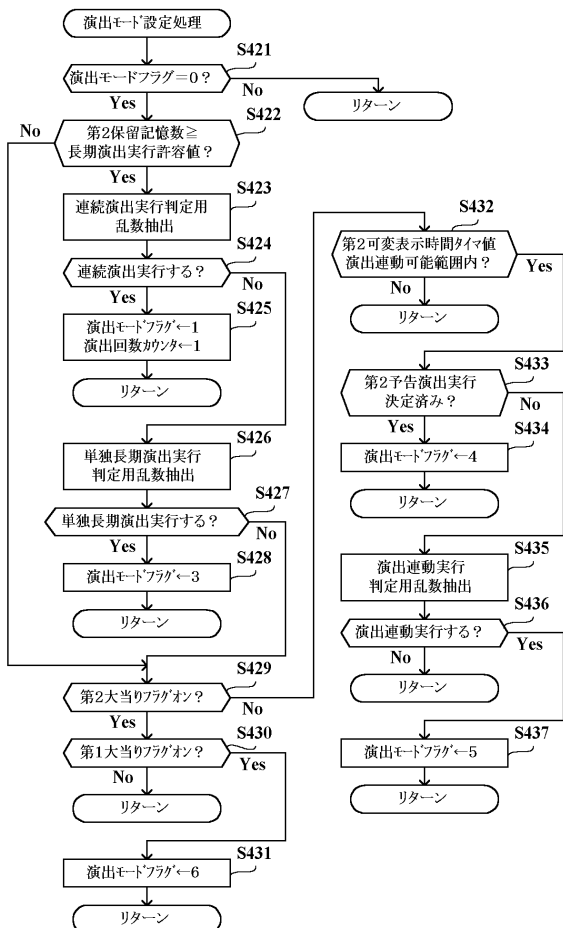 演出モード設定処理
S421
演出モードフラグ=0?
No
Yes
リターン
S422
No
第2保留記憶数≧
長期演出実行許容値?
Yes
S423
連続演出実行判定用
乱数抽出
S424
連続演出実行する?
No
Yes
S425
演出モードフラグ←1
演出回数カウンタ←1
リターン
S426
単独長期演出実行
判定用乱数抽出
S427
単独長期演出実行する?
No
Yes
S428
演出モードフラグ←3
リターン
S429
第2大当りフラグオン?
No
Yes
S430
第1大当りフラグオン?
Yes
No
リターン
S431
演出モードフラグ←6
リターン
S432
第2可変表示時間タイマ値
演出連動可能範囲内?
Yes
No
リターン
S433
第2予告演出実行
決定済み?
No
Yes
S434
演出モードフラグ←4
リターン
S435
演出連動実行
判定用乱数抽出
S436
演出連動実行する?
Yes
No
リターン
S437
演出モードフラグ←5
リターン